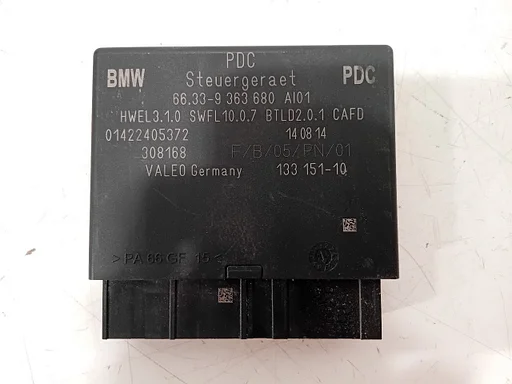 PDC
BMW Steuergeraet PDC
66.33-9 363 680 AI01
HWEL3.1.0 SWFL10.0.7 BTLD2.0.1 CAFD
01422405372 14 08 14
308168 F/B/05/PN/01
VALEO Germany 133 151-10
>PA 66 GF 15<